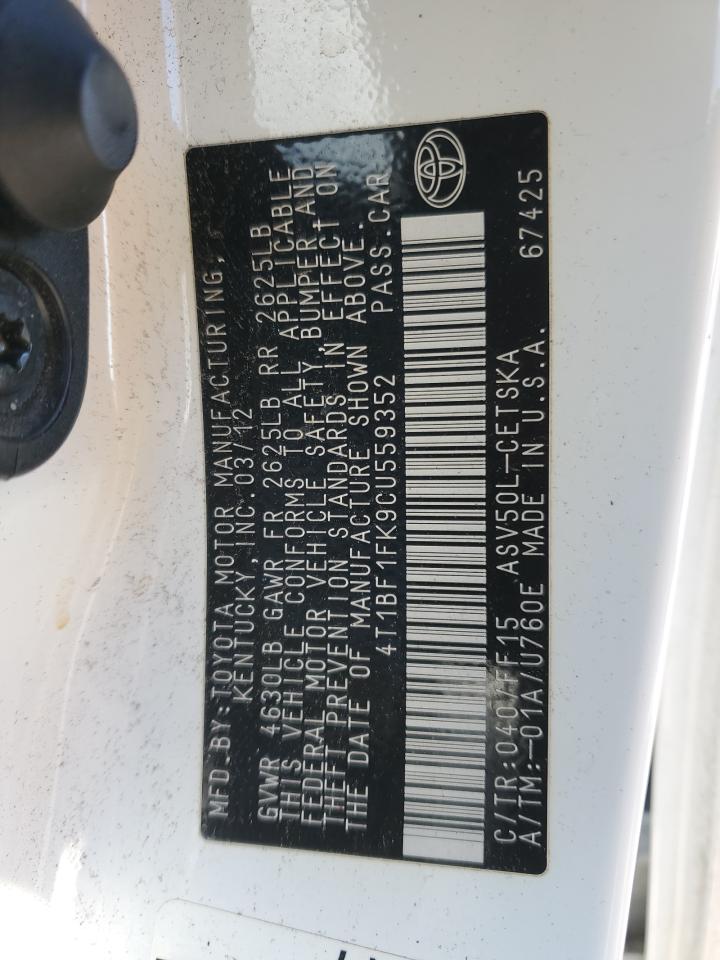 MFD.BY:TOYOTA MOTOR MANUFACTURING,
KENTUCKY, INC.03/12
GVWR 4630LB GAWR FR 2625LB RR 2625LB
THIS VEHICLE CONFORMS TO ALL APPLICABLE
FEDERAL MOTOR VEHICLE SAFETY, BUMPER, AND
THEFT PREVENTION STANDARDS IN EFFECT ON
THE DATE OF MANUFACTURE SHOWN ABOVE.
4T1BF1FK9CU559352 PASS.CAR
C/TR:040/FF15 ASV50L-CETSKA
A/TM:-01A/U760E MADE IN U.S.A. 67425